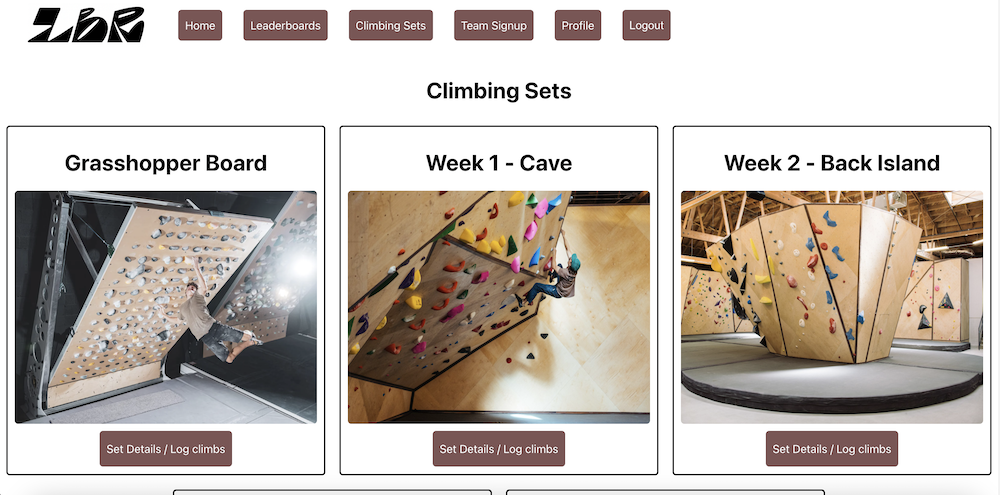 LBR
Home
Leaderboards
Climbing Sets
Team Signup
Profile
Logout
Climbing Sets
Grasshopper Board
Week 1 - Cave
Week 2 - Back Island
Set Details / Log climbs
Set Details / Log climbs
Set Details / Log climbs